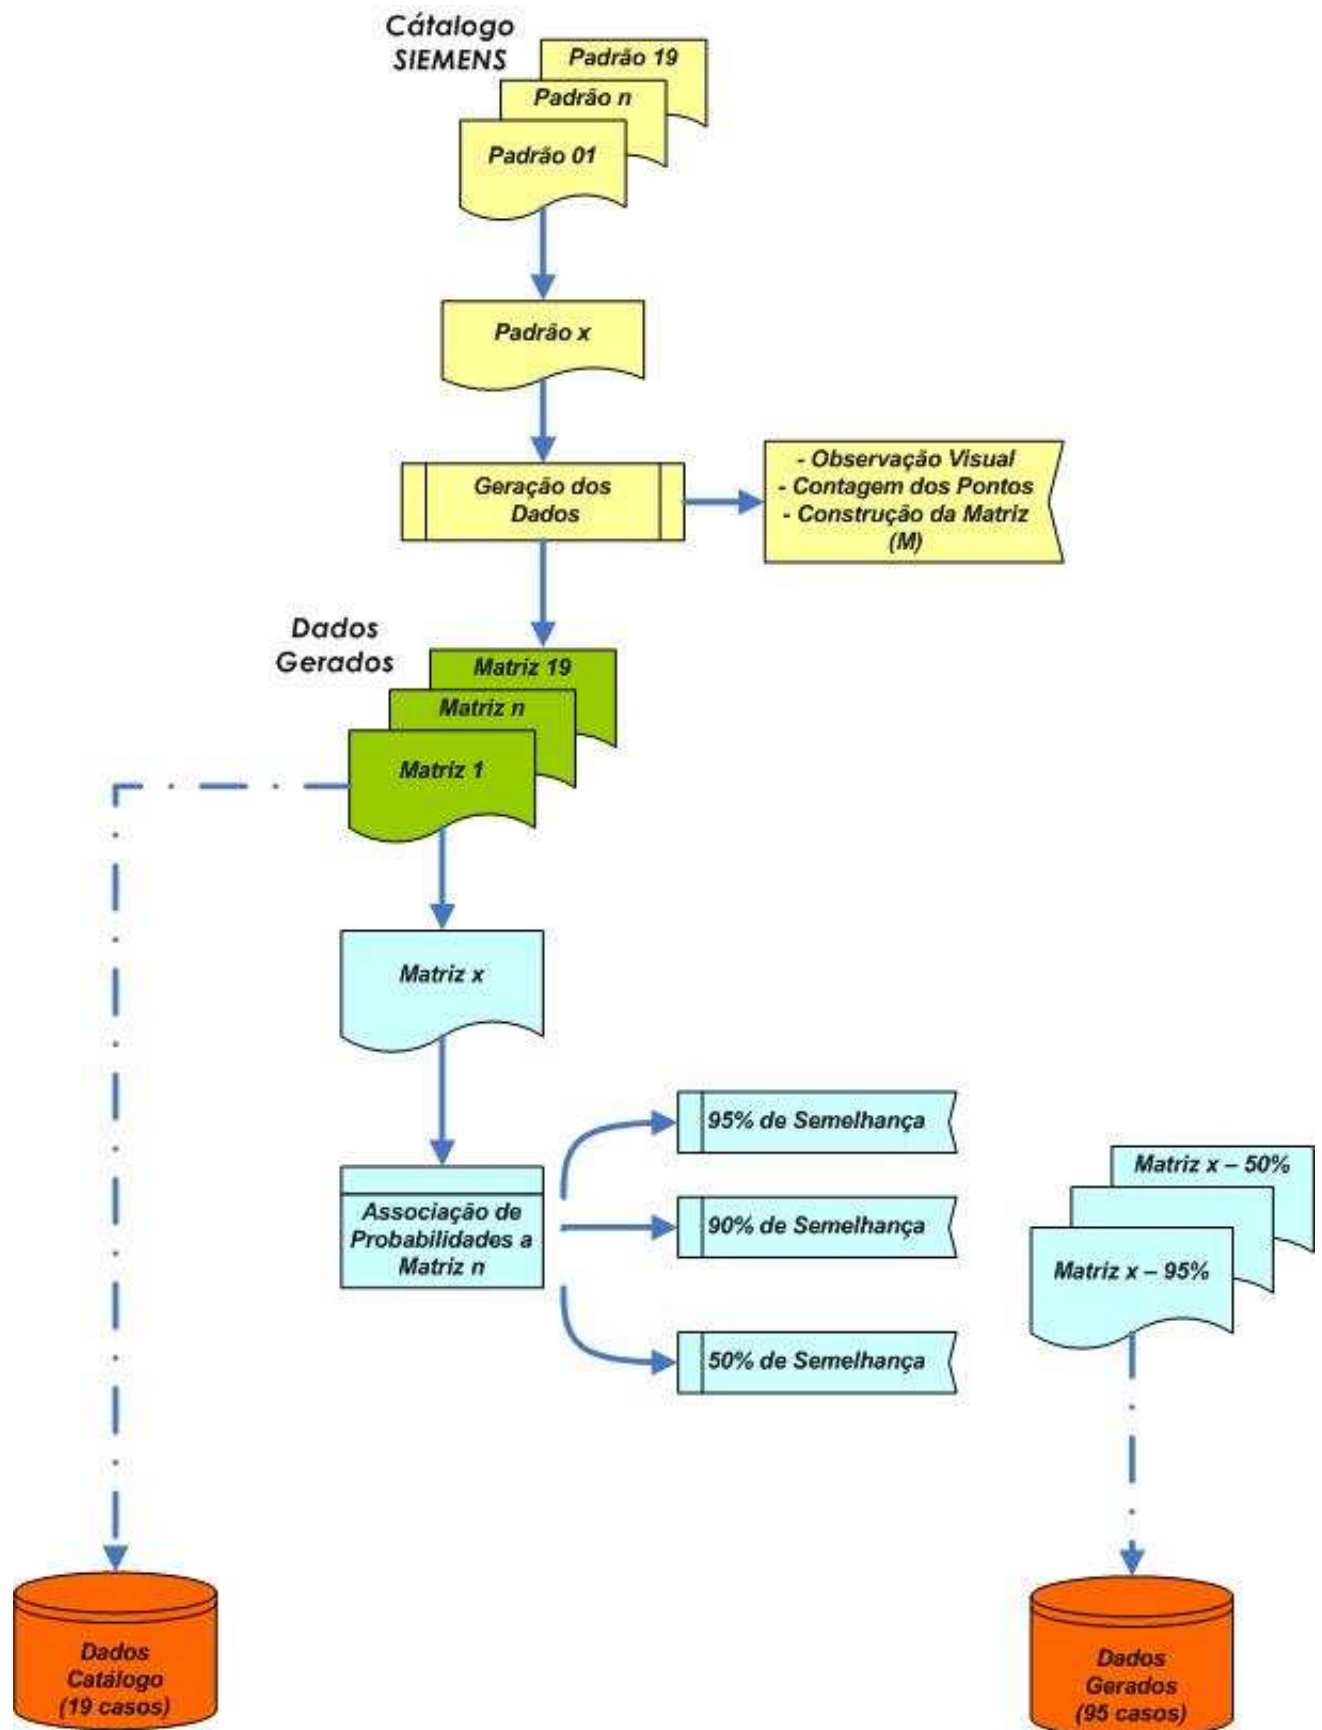 Cátalogo
SIEMENS
Padrão 19
Padrão n
Padrão 01
Padrão x
Geração dos
Dados
- Observação Visual
- Contagem dos Pontos
- Construção da Matriz
(M)
Dados
Gerados
Matriz 19
Matriz n
Matriz 1
Matriz x
Associação de
Probabilidades a
Matriz n
95% de Semelhança
90% de Semelhança
50% de Semelhança
Matriz x – 50%
Matriz x – 95%
Dados
Catálogo
(19 casos)
Dados
Gerados
(95 casos)